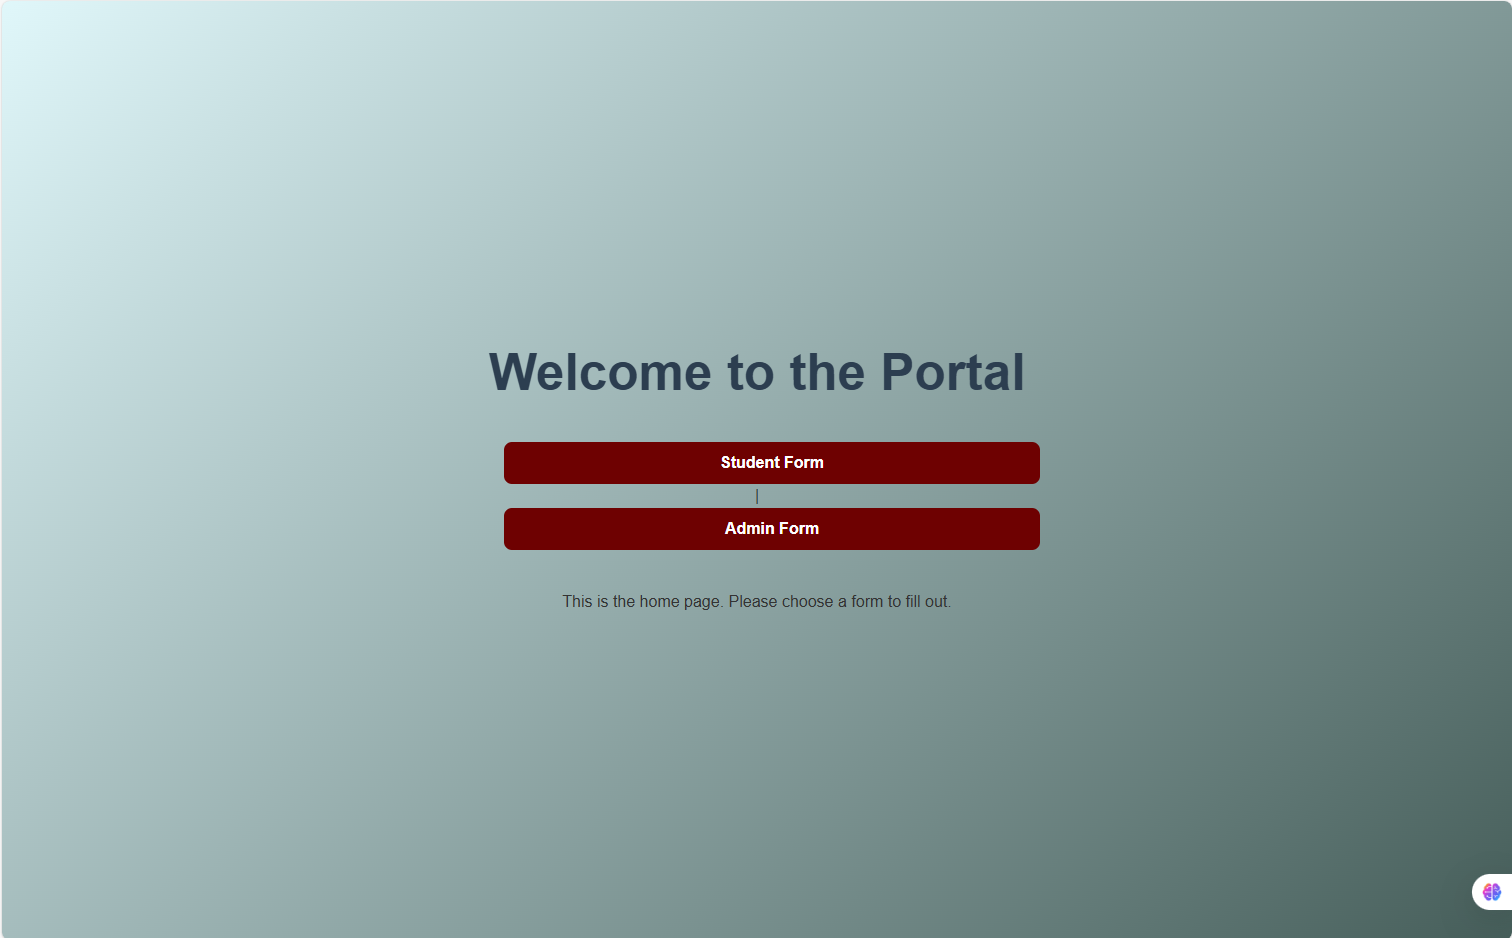 Welcome to the Portal
Student Form
|
Admin Form
This is the home page. Please choose a form to fill out.